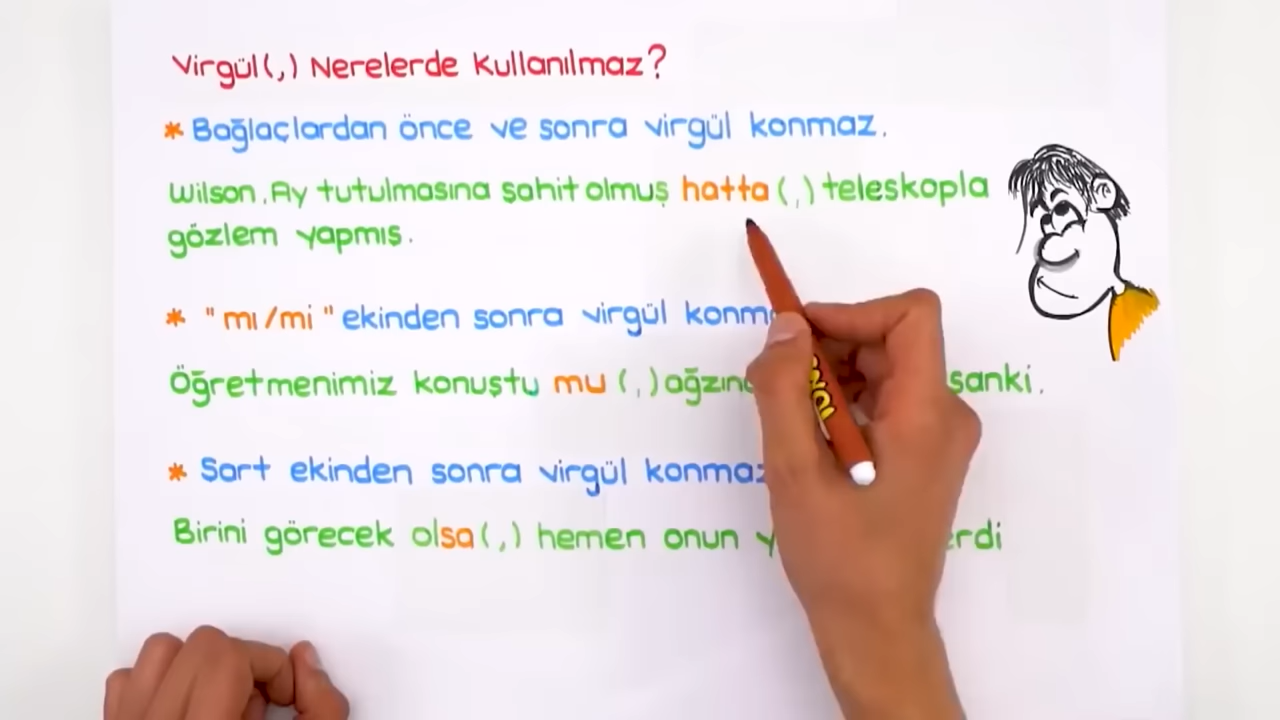 Virgül(,) Nerelerde Kullanılmaz?
* Bağlaçlardan önce ve sonra virgül konmaz.
Wilson, Ay tutulmasına şahit olmuş hatta (,) teleskopla
gözlem yapmış.
* "mı/mi" ekinden sonra virgül
Öğretmenimiz konuştu mu (,) sanki.
* Şart ekinden sonra virgül konmaz
Birini görecek olsa(,) hemen onun